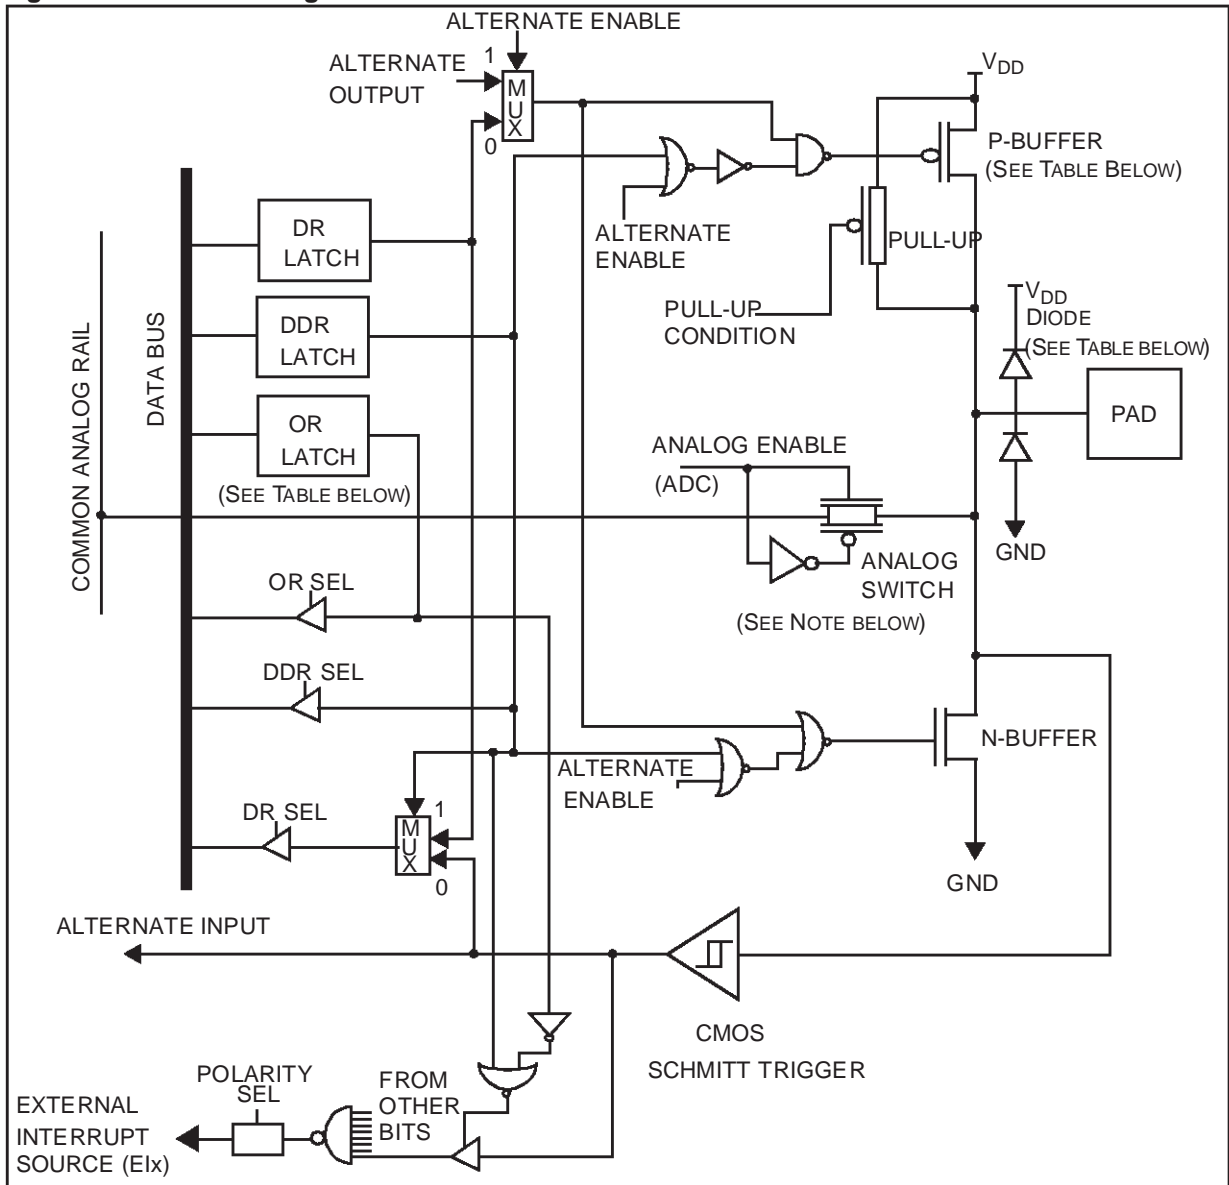 ALTERNATE ENABLE
ALTERNATE
OUTPUT
1
MUX
0
VDD
P-BUFFER
(SEE TABLE BELOW)
ALTERNATE
ENABLE
PULL-UP
PULL-UP
CONDITION
VDD
DIODE
(SEE TABLE BELOW)
PAD
GND
COMMON ANALOG RAIL
DATA BUS
DR
LATCH
DDR
LATCH
OR
LATCH
(SEE TABLE BELOW)
ANALOG ENABLE
(ADC)
ANALOG
SWITCH
(SEE NOTE BELOW)
OR SEL
DDR SEL
N-BUFFER
ALTERNATE
ENABLE
GND
DR SEL
1
MUX
0
ALTERNATE INPUT
CMOS
SCHMITT TRIGGER
POLARITY
SEL
FROM
OTHER
BITS
EXTERNAL
INTERRUPT
SOURCE (EIx)